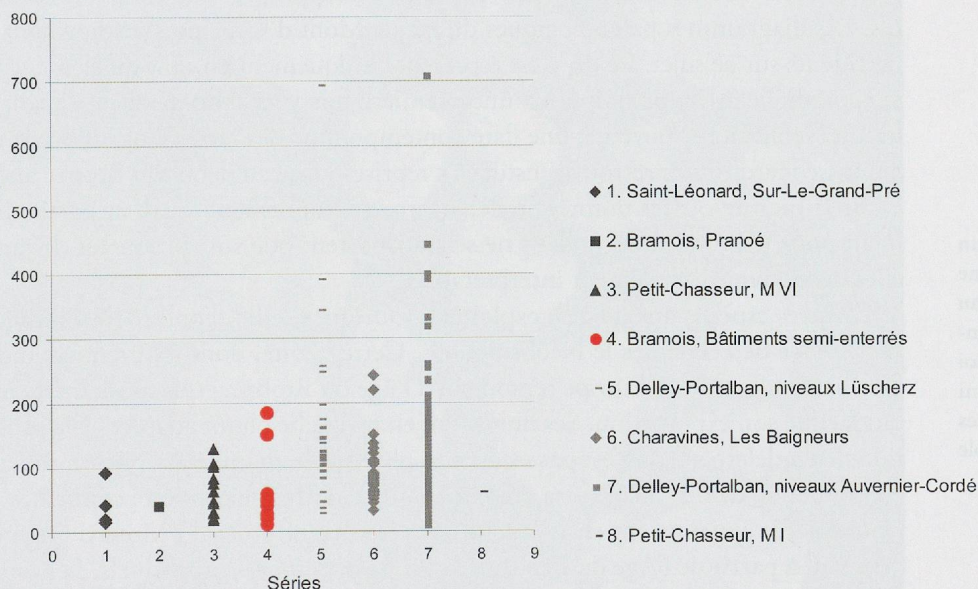 800
700
600
500
400
300
200
100
0
0 1 2 3 4 5 6 7 8 9
Séries
1. Saint-Léonard, Sur-Le-Grand-Pré
2. Bramois, Pranoé
3. Petit-Chasseur, M VI
4. Bramois, Bâtiments semi-enterrés
5. Delley-Portalban, niveaux Lüscherz
6. Charavines, Les Baigneurs
7. Delley-Portalban, niveaux Auvernier-Cordé
8. Petit-Chasseur, M I